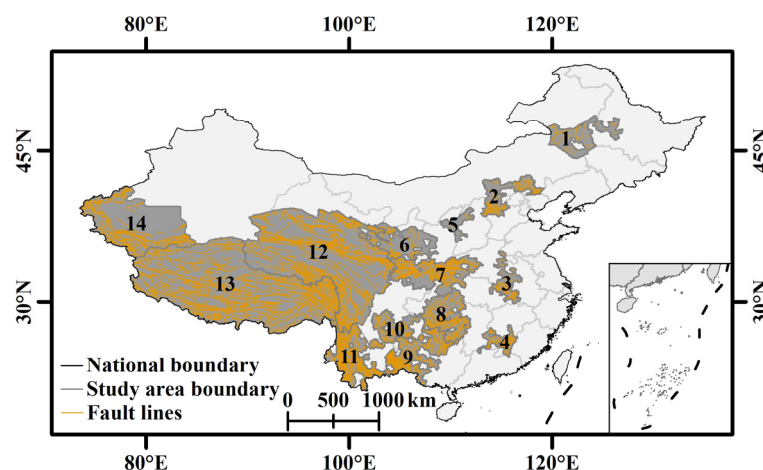 80°E 100°E 120°E
45°N 45°N
30°N 30°N
1
2
5
14
6
12
7
13
3
8
10
4
11
9
National boundary
Study area boundary
Fault lines
0 500 1000 km
80°E 100°E 120°E